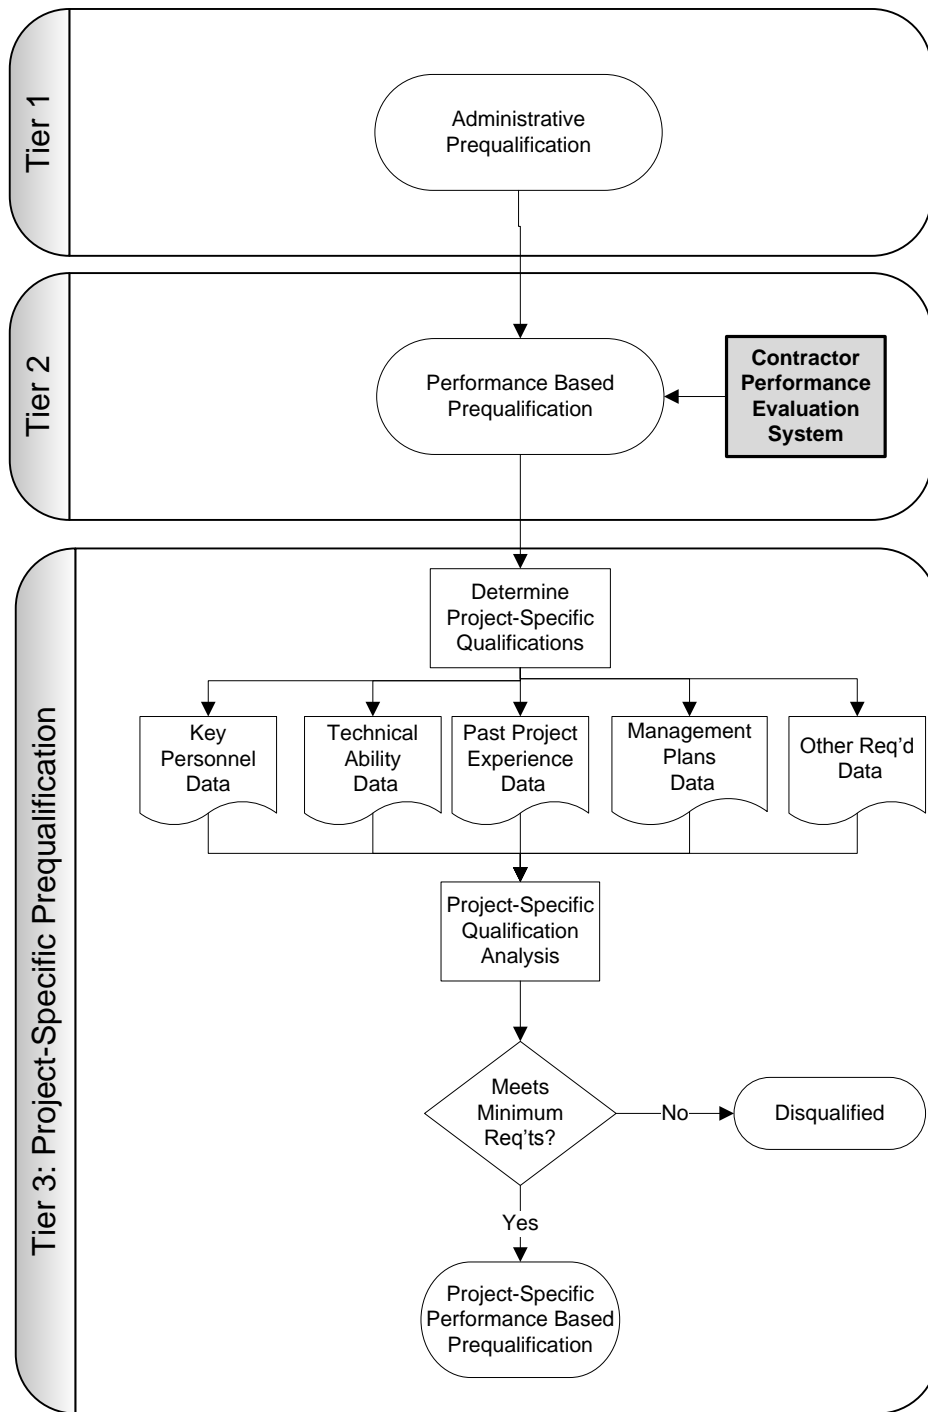 Tier 1
Administrative
Prequalification
Tier 2
Performance Based
Prequalification
Contractor
Performance
Evaluation
System
Tier 3: Project-Specific Prequalification
Determine
Project-Specific
Qualifications
Key
Personnel
Data
Technical
Ability
Data
Past Project
Experience
Data
Management
Plans
Data
Other Req'd
Data
Project-Specific
Qualification
Analysis
Meets
Minimum
Req'ts?
No
Disqualified
Yes
Project-Specific
Performance Based
Prequalification